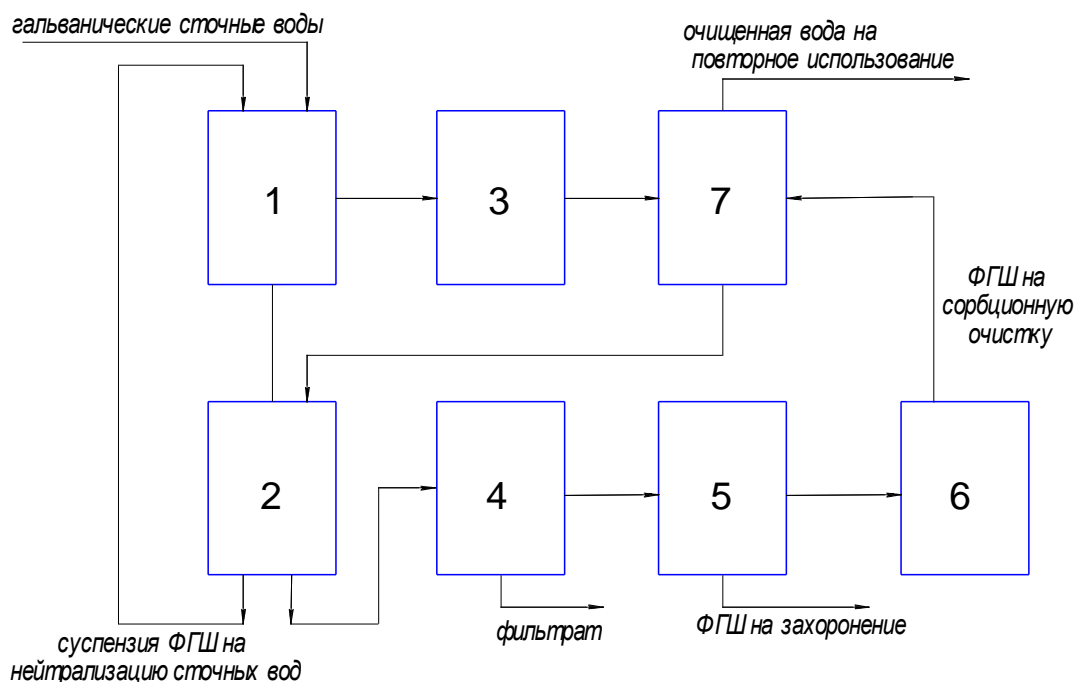 гальванические сточные воды
очищенная вода на
повторное использование
1
3
7
ФГШ на
сорбционную
очистку
2
4
5
6
суспензия ФГШ на
нейтрализацию сточных вод
фильтрат
ФГШ на захоронение